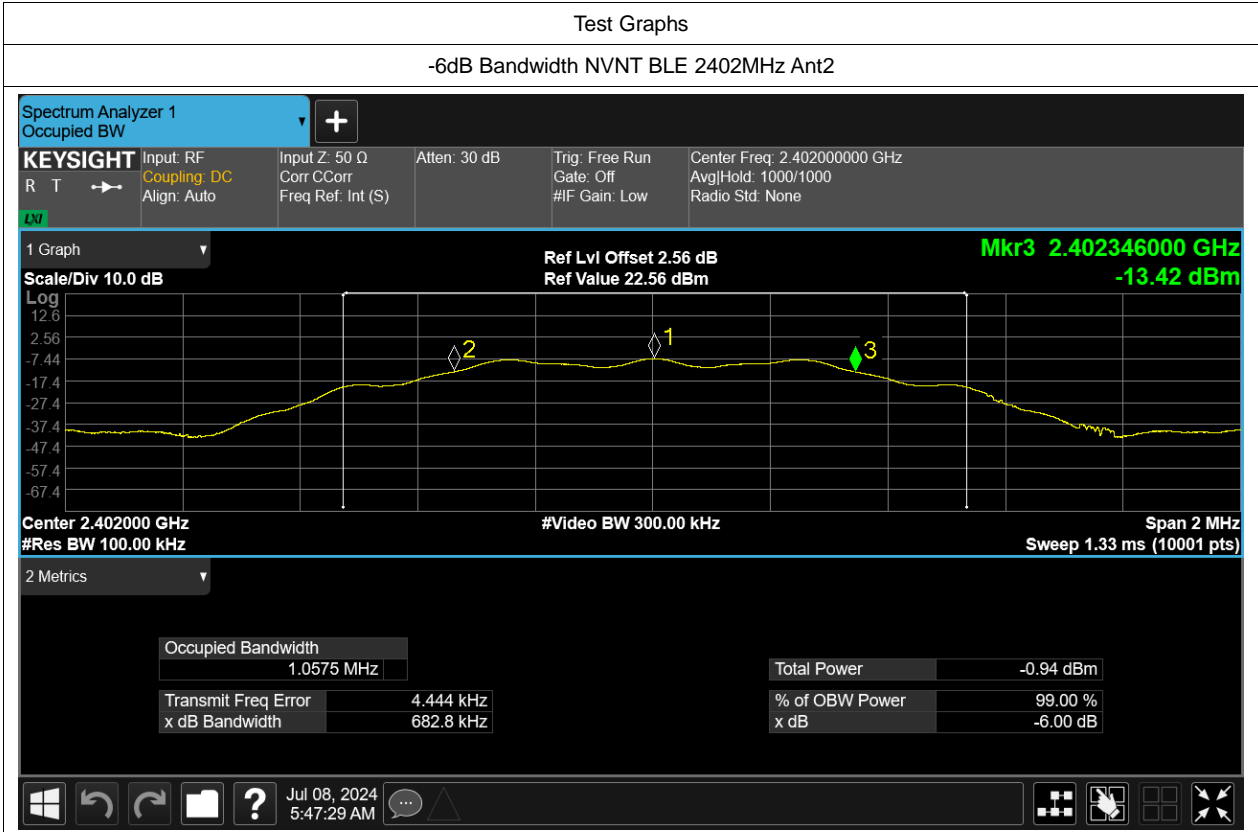 Test Graphs
-6dB Bandwidth NVNT BLE 2402MHz Ant2
Spectrum Analyzer 1
Occupied BW
KEYSIGHT
R T
LXI
Input: RF
Coupling: DC
Align: Auto
Input Z: 50 Ω
Corr CCorr
Freq Ref: Int (S)
Atten: 30 dB
Trig: Free Run
Gate: Off
#IF Gain: Low
Center Freq: 2.402000000 GHz
Avg|Hold: 1000/1000
Radio Std: None
1 Graph
Scale/Div 10.0 dB
Ref Lvl Offset 2.56 dB
Ref Value 22.56 dBm
Mkr3 2.402346000 GHz
-13.42 dBm
Log
12.6
2.56
-7.44
-17.4
-27.4
-37.4
-47.4
-57.4
-67.4
2
1
3
Center 2.402000 GHz
#Res BW 100.00 kHz
#Video BW 300.00 kHz
Span 2 MHz
Sweep 1.33 ms (10001 pts)
2 Metrics
Occupied Bandwidth
1.0575 MHz
Transmit Freq Error 4.444 kHz
x dB Bandwidth 682.8 kHz
Total Power -0.94 dBm
% of OBW Power 99.00 %
x dB -6.00 dB
?
Jul 08, 2024
5:47:29 AM